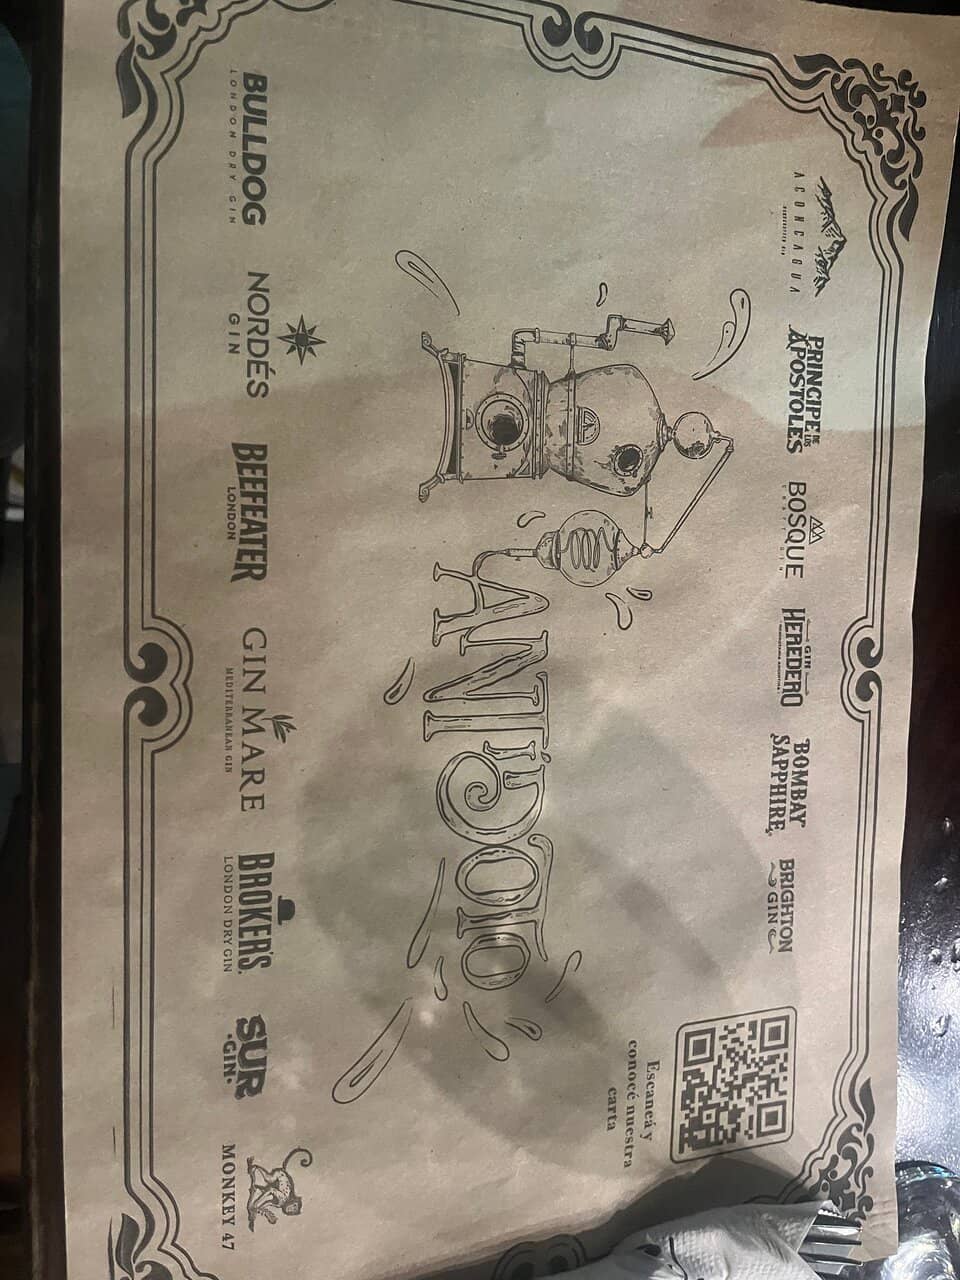 ACONCAGUA
PRINCIPE
DE LOS
APOSTOLES
BOSQUE
GIN
HEREDERO
BOMBAY
SAPPHIRE
BRIGHTON
GIN
Escaneá y
conocé nuestra
carta
ANTÍDOTO
BULLDOG
LONDON DRY GIN
NORDÉS
GIN
BEEFEATER
LONDON
GIN MARE
MEDITERRANEAN GIN
BROKER'S
LONDON DRY GIN
SUR
·GIN·
MONKEY 47